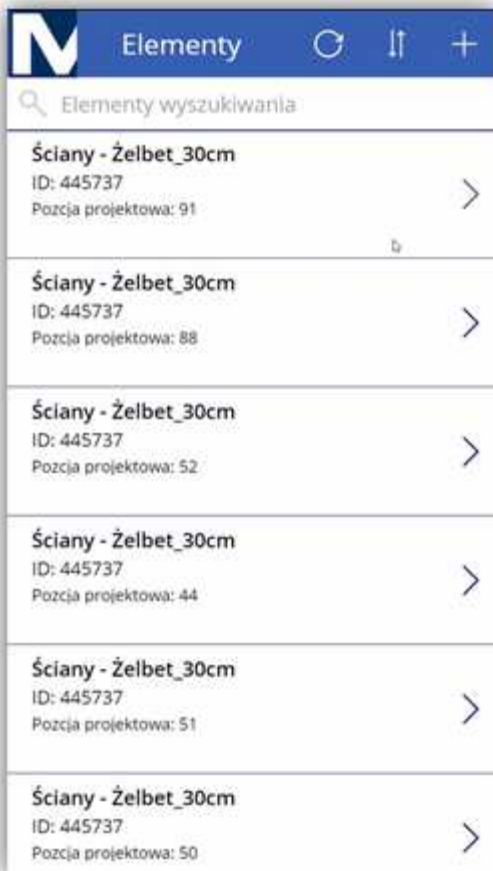 M
Elementy
Elementy wyszukiwania
Ściany - Żelbet_30cm
ID: 445737
Pozcja projektowa: 91
Ściany - Żelbet_30cm
ID: 445737
Pozcja projektowa: 88
Ściany - Żelbet_30cm
ID: 445737
Pozcja projektowa: 52
Ściany - Żelbet_30cm
ID: 445737
Pozcja projektowa: 44
Ściany - Żelbet_30cm
ID: 445737
Pozcja projektowa: 51
Ściany - Żelbet_30cm
ID: 445737
Pozcja projektowa: 50